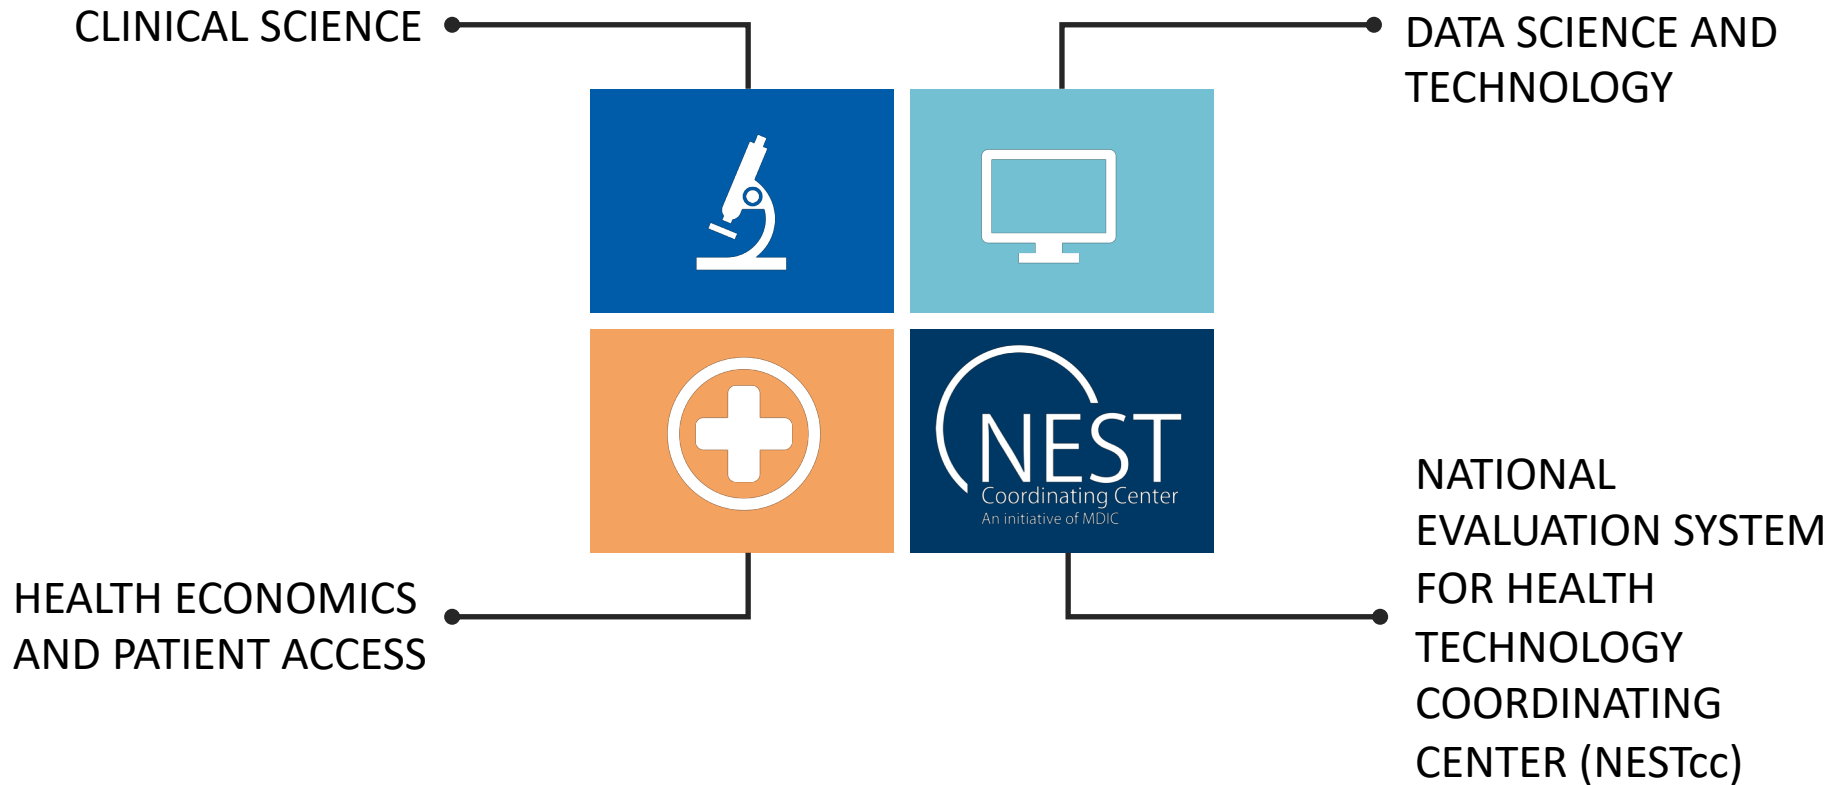 CLINICAL SCIENCE
DATA SCIENCE AND
TECHNOLOGY
NEST
Coordinating Center
An initiative of MDIC
HEALTH ECONOMICS
AND PATIENT ACCESS
NATIONAL
EVALUATION SYSTEM
FOR HEALTH
TECHNOLOGY
COORDINATING
CENTER (NESTcc)